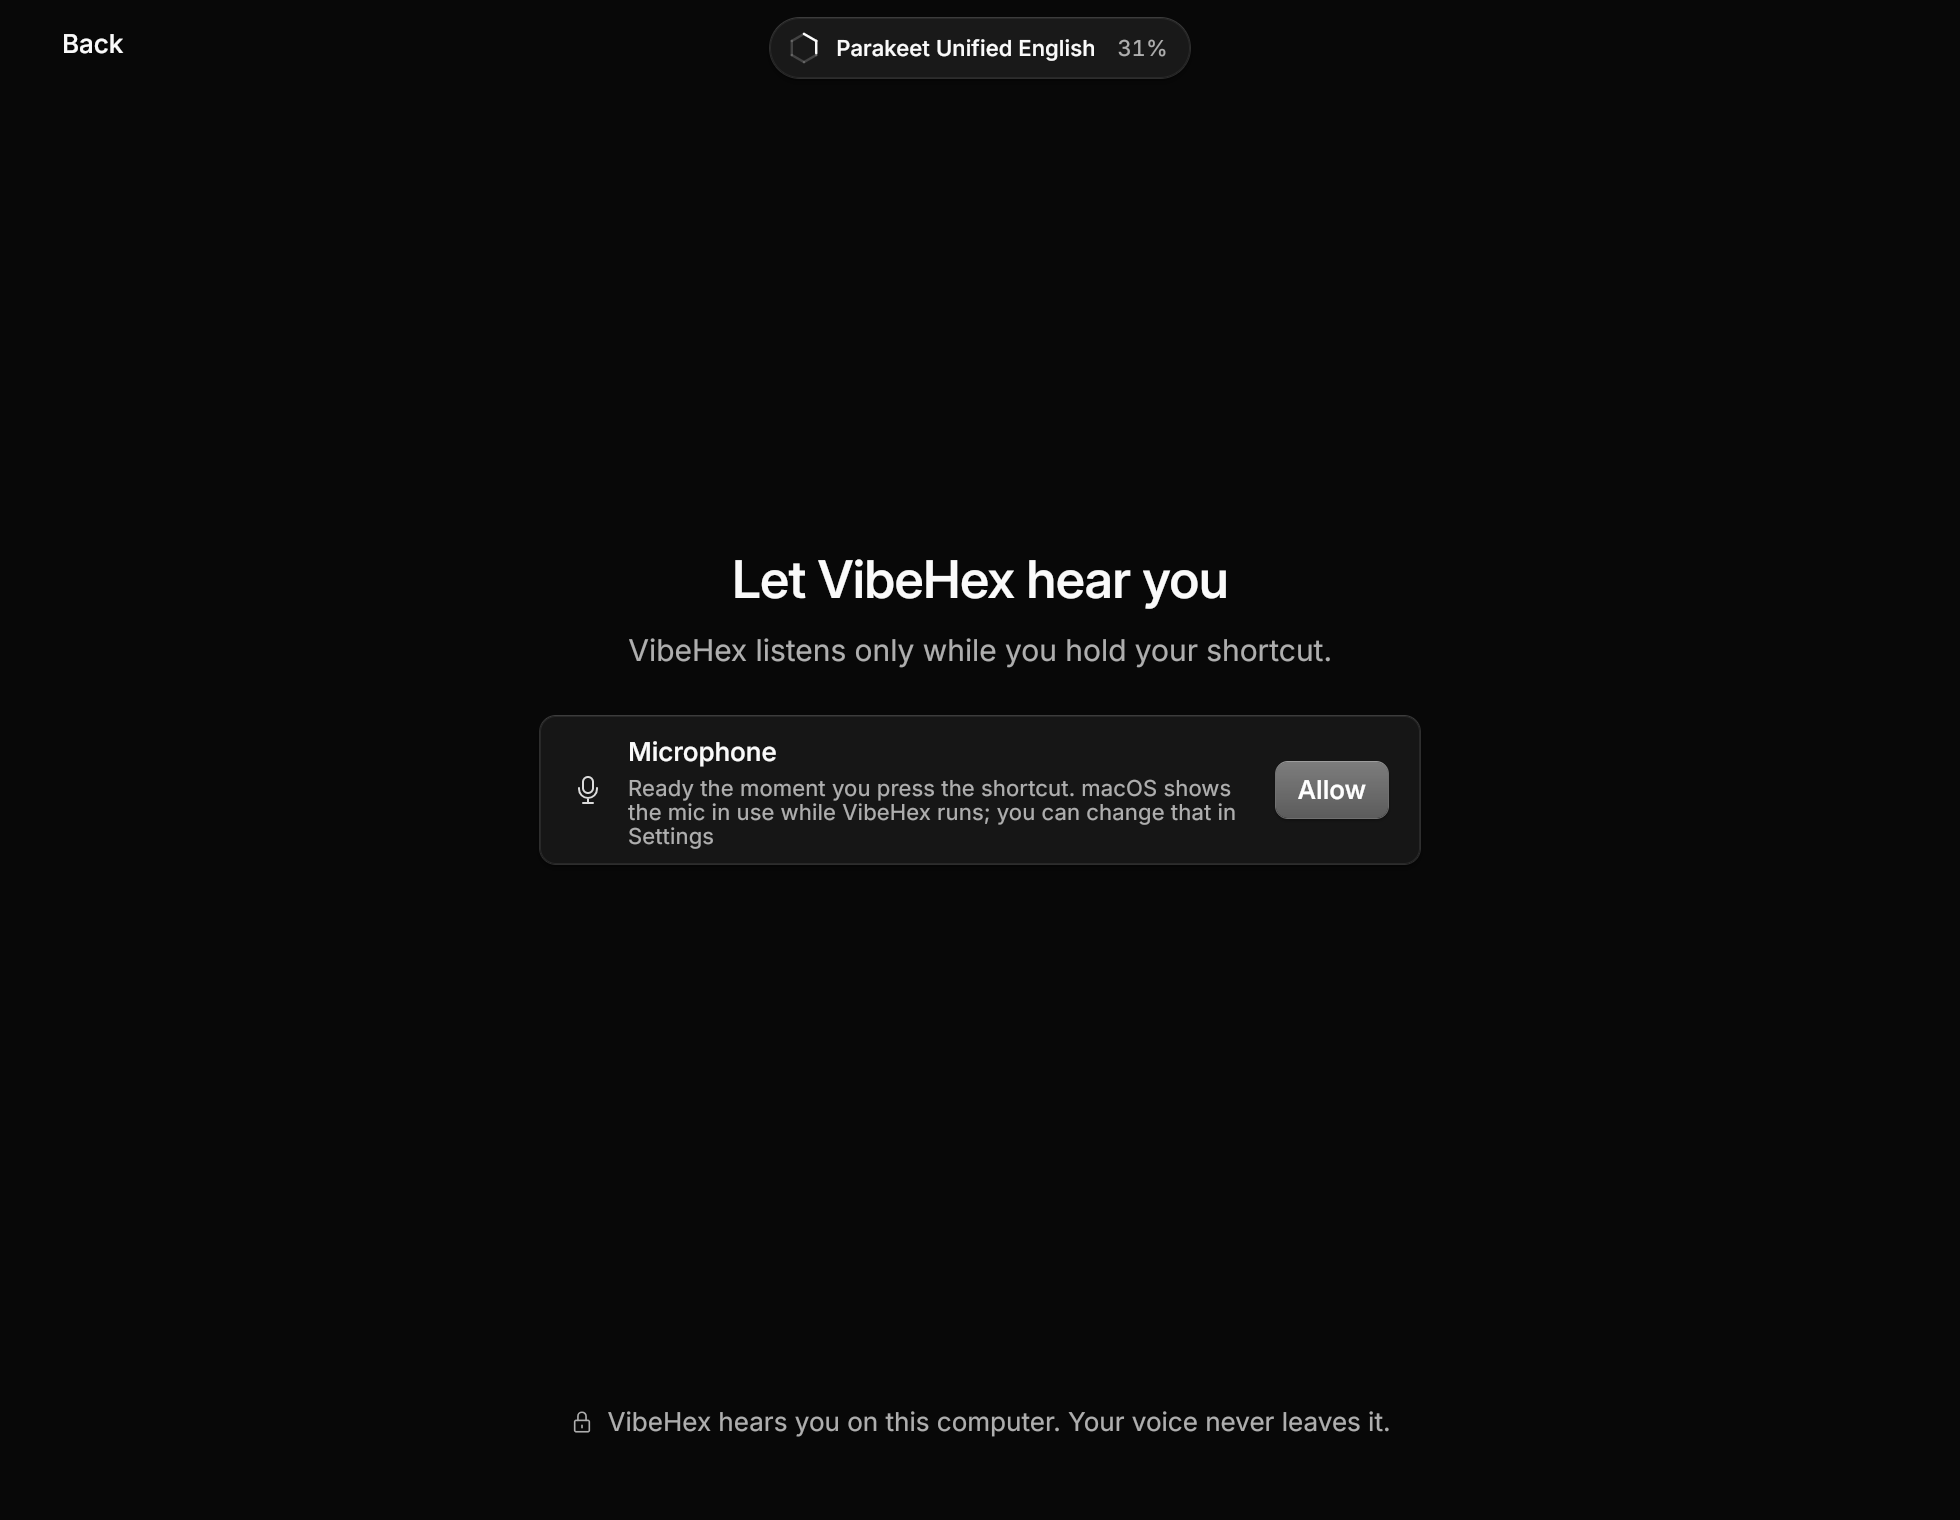 Back
Parakeet Unified English 31%
Let VibeHex hear you
VibeHex listens only while you hold your shortcut.
Microphone
Ready the moment you press the shortcut. macOS shows
the mic in use while VibeHex runs; you can change that in
Settings
Allow
VibeHex hears you on this computer. Your voice never leaves it.